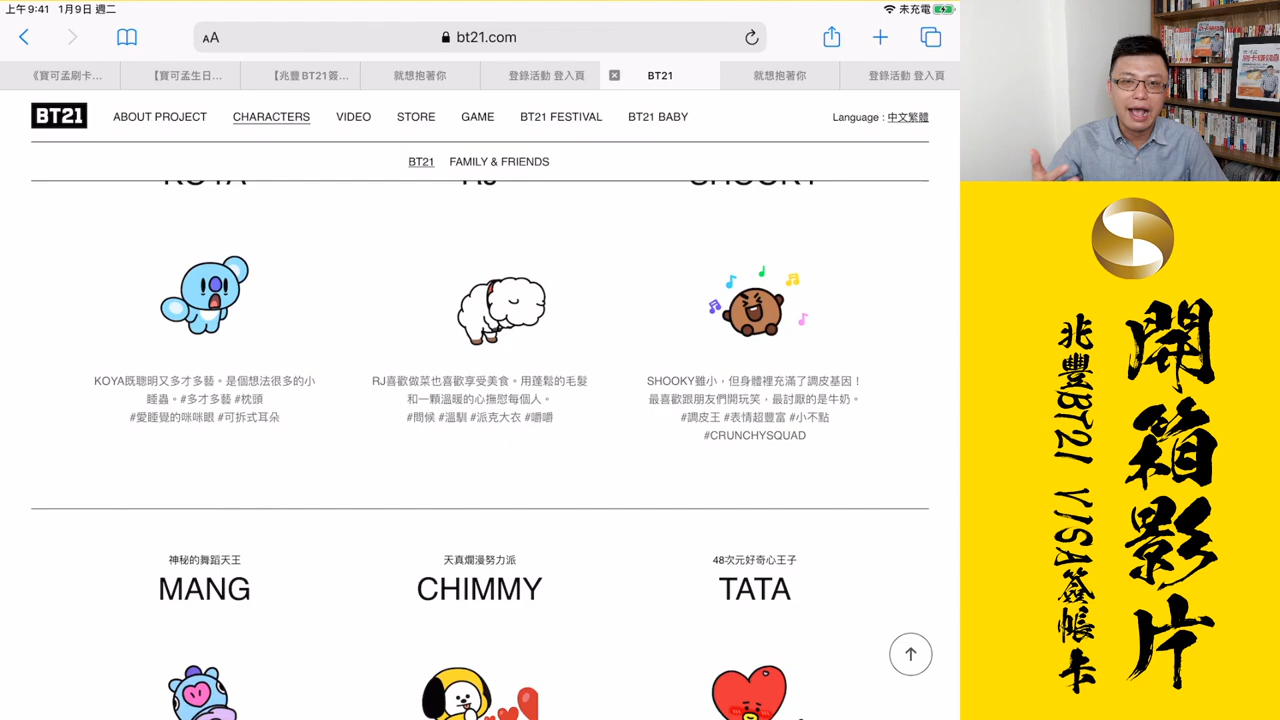 上午9:41 1月9日 週二
未充電
AA
bt21.com
《寶可孟刷卡...
【寶可孟生日...
【兆豐BT21簽...
就想抱著你
登錄活動 登入頁
BT21
就想抱著你
登錄活動 登入頁
BT21
ABOUT PROJECT
CHARACTERS
VIDEO
STORE
GAME
BT21 FESTIVAL
BT21 BABY
Language : 中文繁體
BT21
FAMILY & FRIENDS
KOYA
RJ
SHOOKY
KOYA既聰明又多才多藝。是個想法很多的小
睡蟲。#多才多藝 #枕頭
#愛睡覺的咪咪眼 #可拆式耳朵
RJ喜歡做菜也喜歡享受美食。用蓬鬆的毛髮
和一顆溫暖的心撫慰每個人。
#問候 #溫馴 #派克大衣 #嚼嚼
SHOOKY雖小，但身體裡充滿了調皮基因！
最喜歡跟朋友們開玩笑，最討厭的是牛奶。
#調皮王 #表情超豐富 #小不點
#CRUNCHYSQUAD
神秘的舞蹈天王
MANG
天真爛漫努力派
CHIMMY
48次元好奇心王子
TATA
開箱影片
兆豐BT21 VISA簽帳卡